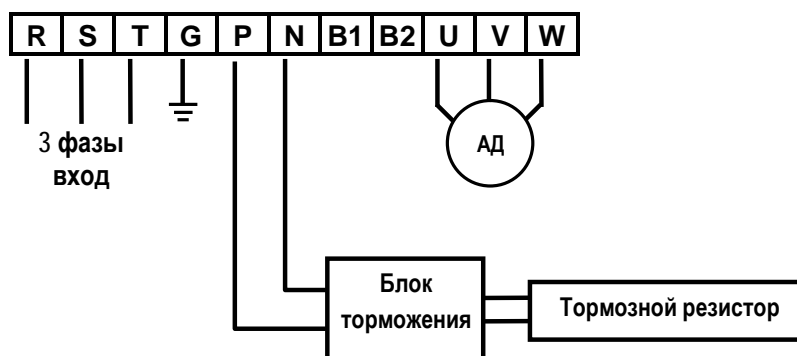 R S T G P N B1 B2 U V W
3 фазы
вход
АД
Блок
торможения
Тормозной резистор